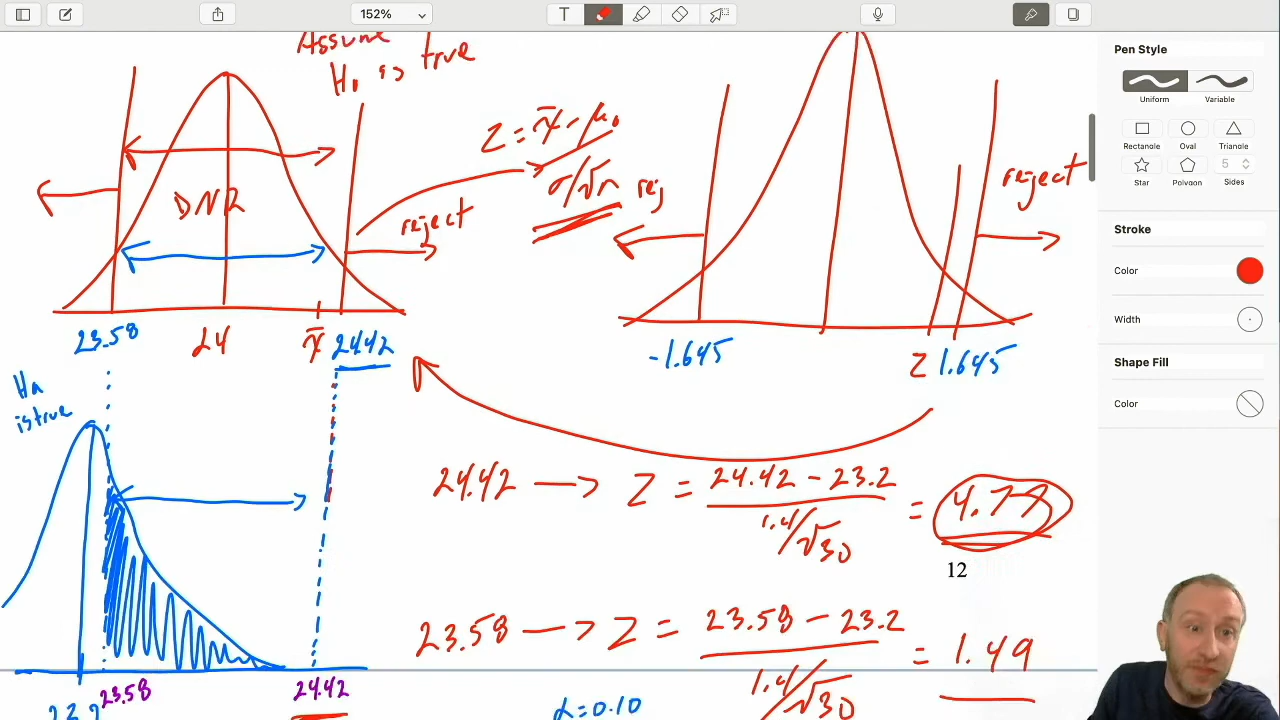 152%
Assume
H₀ is true
Z = x̄ - μ₀
σ/√n
DNR
reject
rej
reject
23.58
24
x̄
24.42
-1.645
Z
1.645
Ha
is true
24.42 → Z = 24.42 - 23.2
1.4/√30
= 4.77
12
23.58 → Z = 23.58 - 23.2
1.4/√30
= 1.49
23.58
24.42
α=0.10
Pen Style
Uniform
Variable
Rectangle
Oval
Triangle
Star
Polygon
5
Sides
Stroke
Color
Width
Shape Fill
Color
T